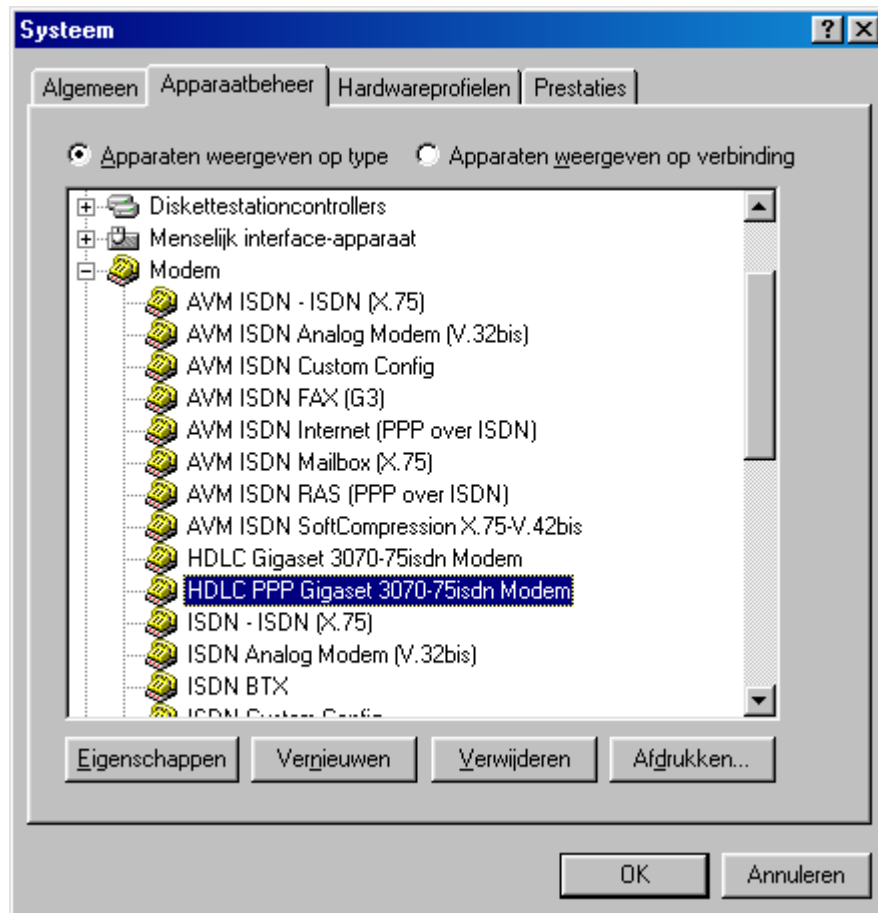 Systeem
Algemeen Apparaatbeheer Hardwareprofielen Prestaties
Apparaten weergeven op type Apparaten weergeven op verbinding
Diskettestationcontrollers
Menselijk interface-apparaat
Modem
AVM ISDN - ISDN (X.75)
AVM ISDN Analog Modem (V.32bis)
AVM ISDN Custom Config
AVM ISDN FAX (G3)
AVM ISDN Internet (PPP over ISDN)
AVM ISDN Mailbox (X.75)
AVM ISDN RAS (PPP over ISDN)
AVM ISDN SoftCompression X.75-V.42bis
HDLC Gigaset 3070-75isdn Modem
HDLC PPP Gigaset 3070-75isdn Modem
ISDN - ISDN (X.75)
ISDN Analog Modem (V.32bis)
ISDN BTX
ISDN Custom Config
Eigenschappen Vernieuwen Verwijderen Afdrukken...
OK Annuleren